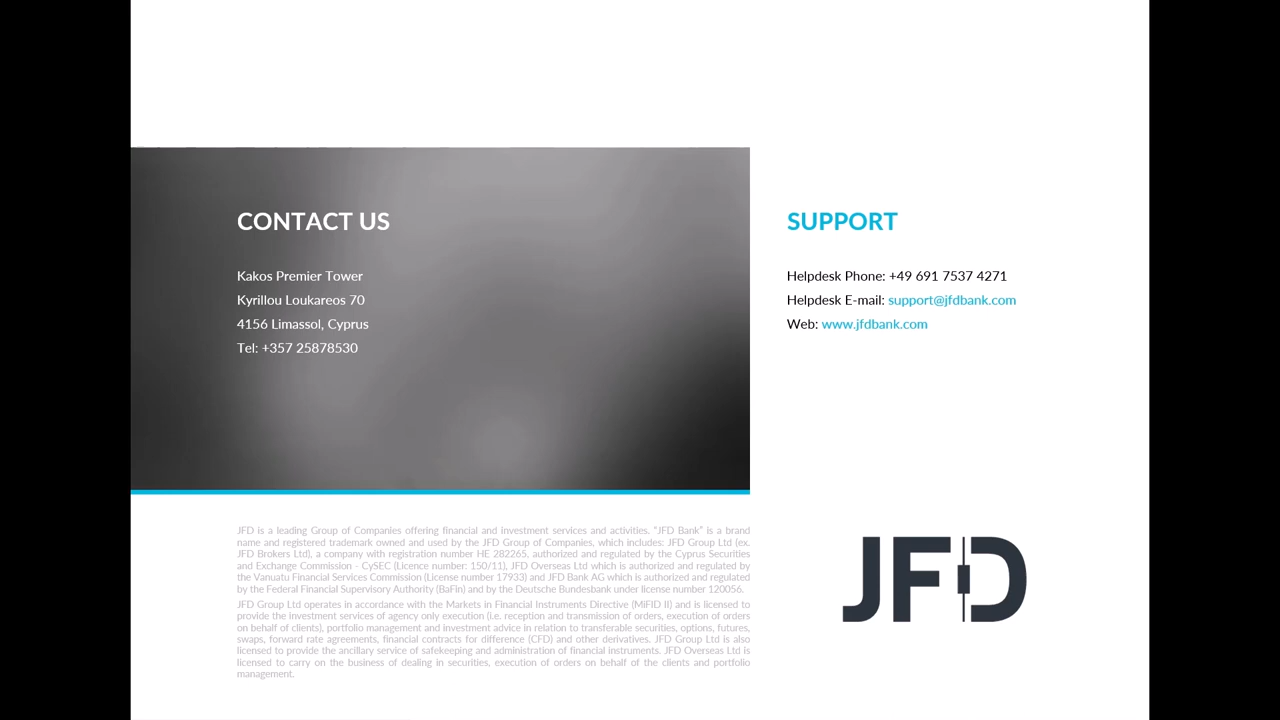 CONTACT US
Kakos Premier Tower
Kyrillou Loukareos 70
4156 Limassol, Cyprus
Tel: +357 25878530
SUPPORT
Helpdesk Phone: +49 691 7537 4271
Helpdesk E-mail: support@jfdbank.com
Web: www.jfdbank.com
JFD is a leading Group of Companies offering financial and investment services and activities. “JFD Bank” is a brand
name and registered trademark owned and used by the JFD Group of Companies, which includes: JFD Group Ltd (ex.
JFD Brokers Ltd), a company with registration number HE 282265, authorized and regulated by the Cyprus Securities
and Exchange Commission - CySEC (Licence number: 150/11), JFD Overseas Ltd which is authorized and regulated by
the Vanuatu Financial Services Commission (License number 17933) and JFD Bank AG which is authorized and regulated
by the Federal Financial Supervisory Authority (BaFin) and by the Deutsche Bundesbank under license number 120056.
JFD Group Ltd operates in accordance with the Markets in Financial Instruments Directive (MiFID II) and is licensed to
provide the investment services of agency only execution (i.e. reception and transmission of orders, execution of orders
on behalf of clients), portfolio management and investment advice in relation to transferable securities, options, futures,
swaps, forward rate agreements, financial contracts for difference (CFD) and other derivatives. JFD Group Ltd is also
licensed to provide the ancillary service of safekeeping and administration of financial instruments. JFD Overseas Ltd is
licensed to carry on the business of dealing in securities, execution of orders on behalf of the clients and portfolio
management.
JFD